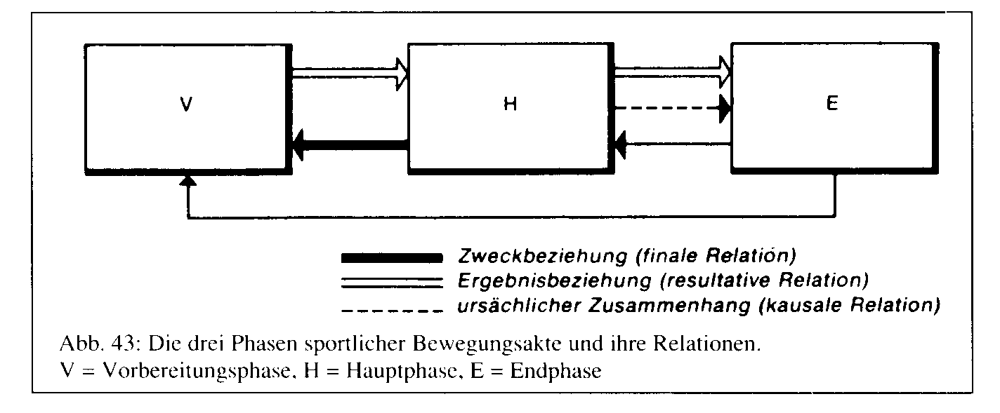 V
H
E
Zweckbeziehung (finale Relation)
Ergebnisbeziehung (resultative Relation)
ursächlicher Zusammenhang (kausale Relation)
Abb. 43: Die drei Phasen sportlicher Bewegungsakte und ihre Relationen.
V = Vorbereitungsphase, H = Hauptphase, E = Endphase